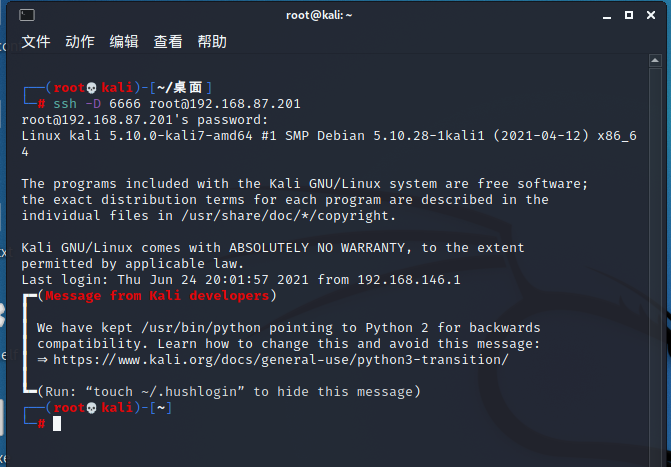 root@kali: ~
文件 动作 编辑 查看 帮助
┌──(root💀kali)-[~/桌面]
└─# ssh -D 6666 root@192.168.87.201
root@192.168.87.201's password:
Linux kali 5.10.0-kali7-amd64 #1 SMP Debian 5.10.28-1kali1 (2021-04-12) x86_6
4
The programs included with the Kali GNU/Linux system are free software;
the exact distribution terms for each program are described in the
individual files in /usr/share/doc/*/copyright.
Kali GNU/Linux comes with ABSOLUTELY NO WARRANTY, to the extent
permitted by applicable law.
Last login: Thu Jun 24 20:01:57 2021 from 192.168.146.1
┏━(Message from Kali developers)
┃ We have kept /usr/bin/python pointing to Python 2 for backwards
┃ compatibility. Learn how to change this and avoid this message:
┃ ⇒ https://www.kali.org/docs/general-use/python3-transition/
┗━(Run: “touch ~/.hushlogin” to hide this message)
┌──(root💀kali)-[~]
└─#